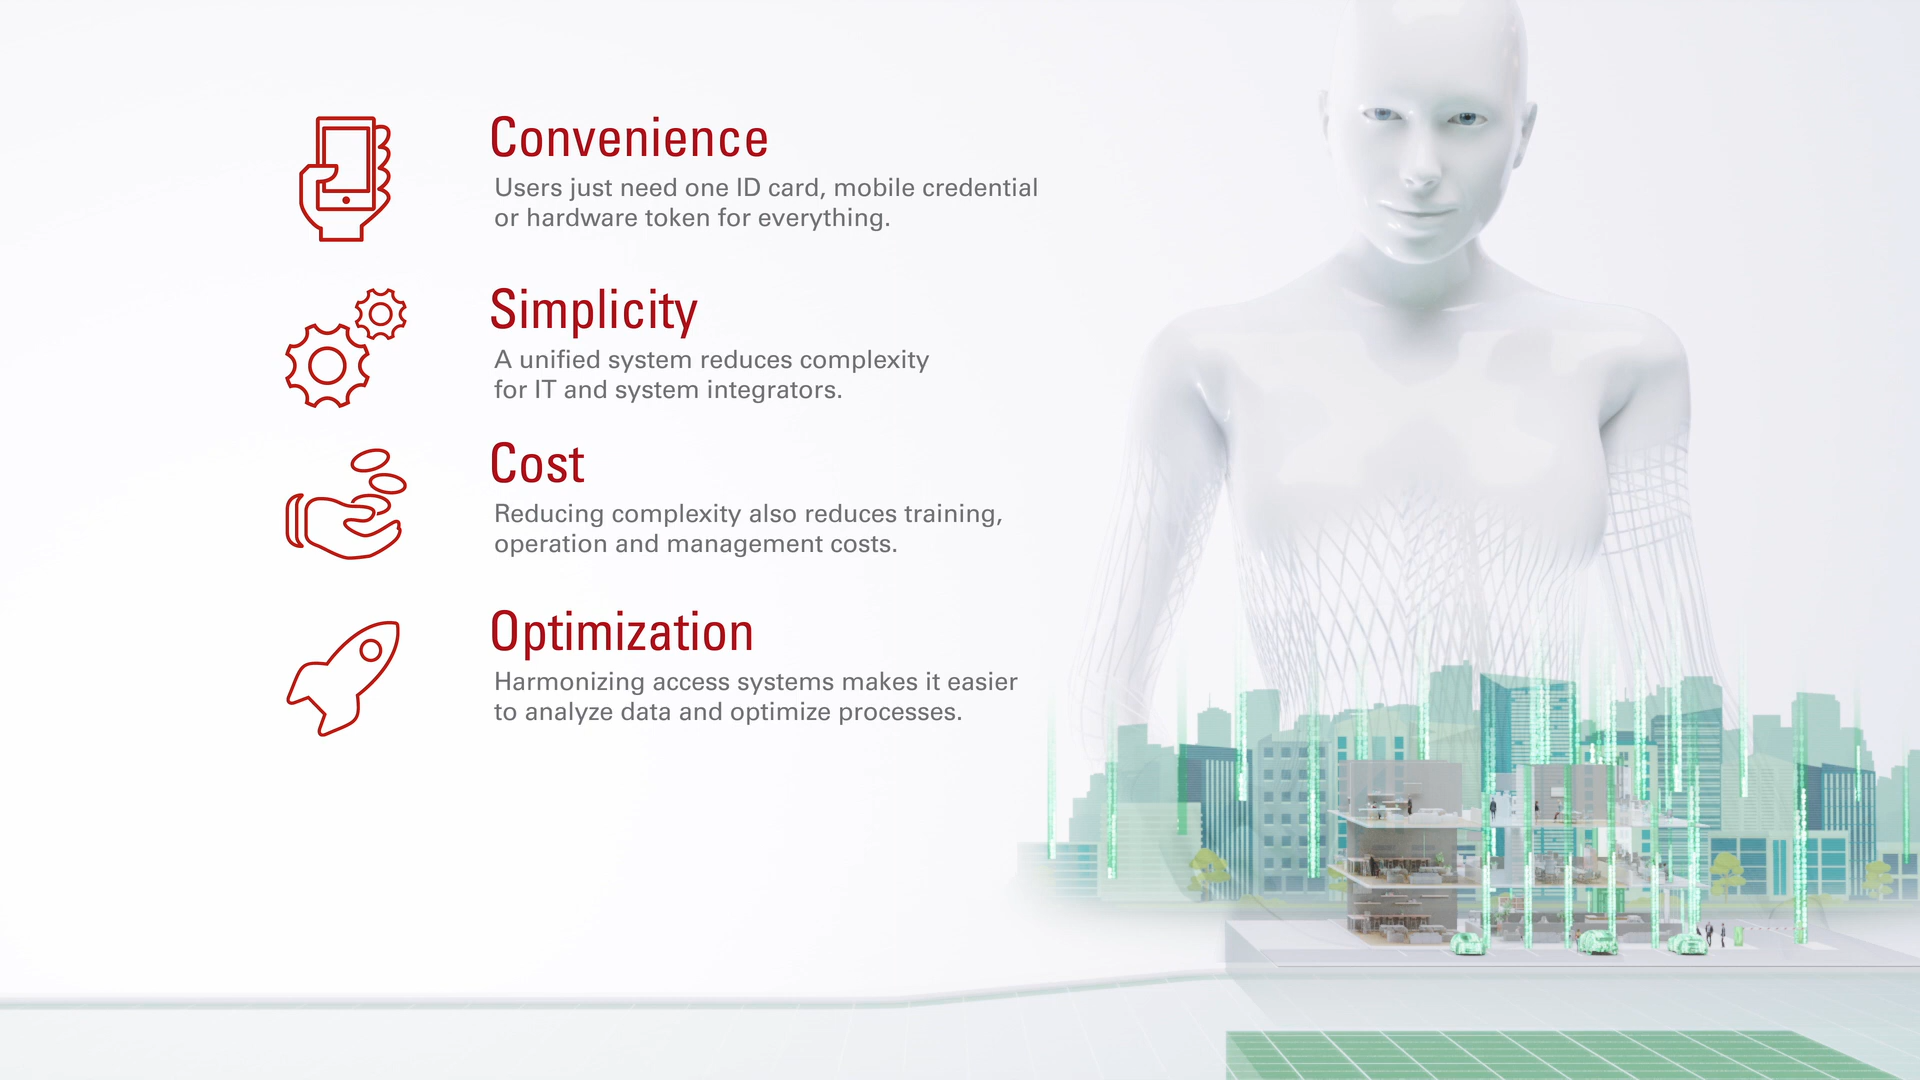 Convenience
Users just need one ID card, mobile credential
or hardware token for everything.
Simplicity
A unified system reduces complexity
for IT and system integrators.
Cost
Reducing complexity also reduces training,
operation and management costs.
Optimization
Harmonizing access systems makes it easier
to analyze data and optimize processes.